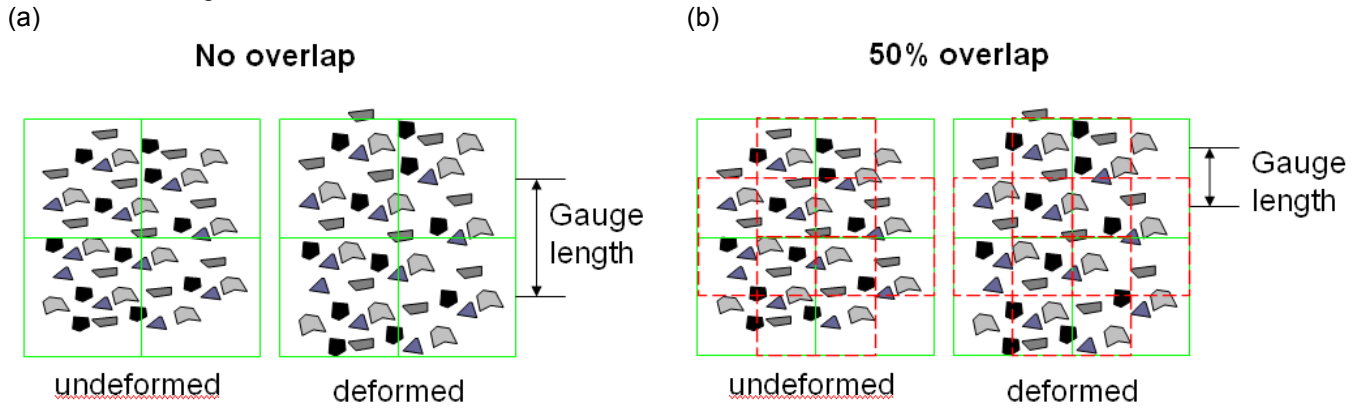 (a)
No overlap
Gauge
length
undeformed
deformed
(b)
50% overlap
Gauge
length
undeformed
deformed